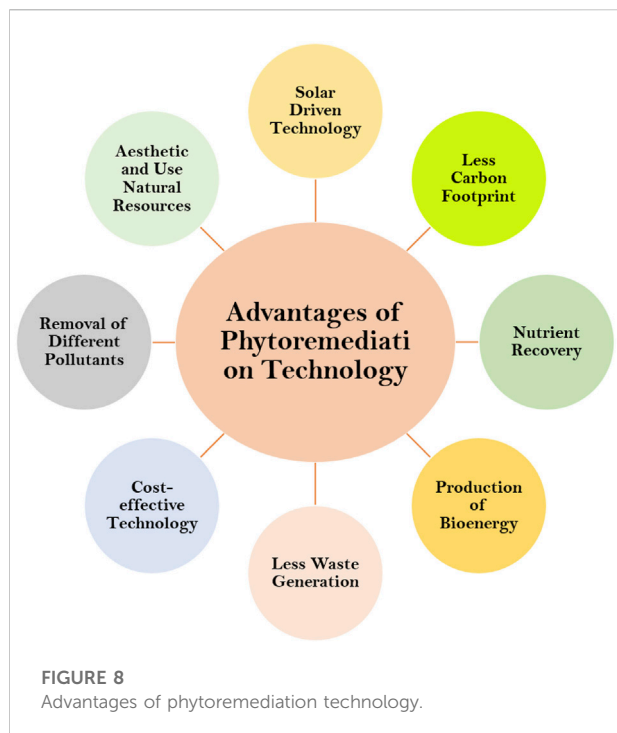 Solar
Driven
Technology
Less
Carbon
Footprint
Nutrient
Recovery
Production
of
Bioenergy
Less Waste
Generation
Cost-
effective
Technology
Removal of
Different
Pollutants
Aesthetic
and Use
Natural
Resources
Advantages of
Phytoremediati
on Technology
FIGURE 8
Advantages of phytoremediation technology.